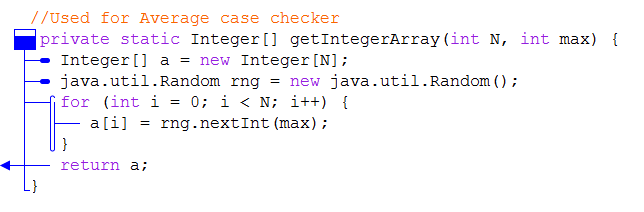 //Used for Average case checker
private static Integer[] getIntegerArray(int N, int max) {
Integer[] a = new Integer[N];
java.util.Random rng = new java.util.Random();
for (int i = 0; i < N; i++) {
a[i] = rng.nextInt(max);
}
return a;
}